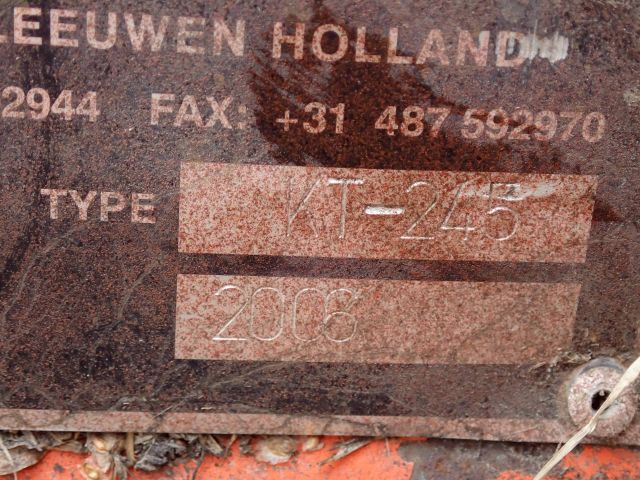 LEEUWEN HOLLAND
2944 FAX: +31 487 592970
TYPE KT-245
2006